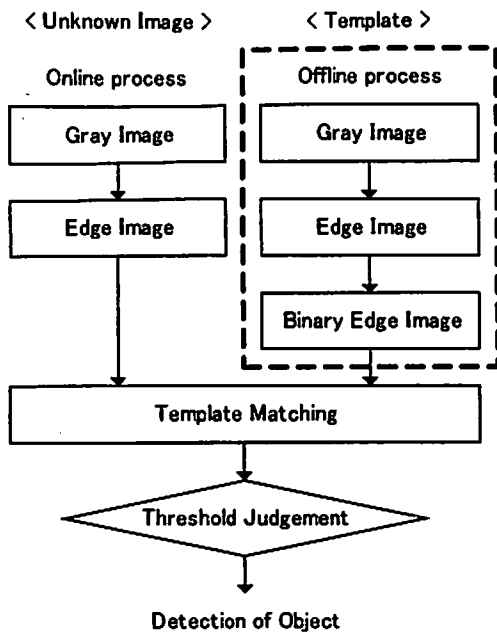 < Unknown Image >
< Template >
Online process
Offline process
Gray Image
Gray Image
Edge Image
Edge Image
Binary Edge Image
Template Matching
Threshold Judgement
Detection of Object